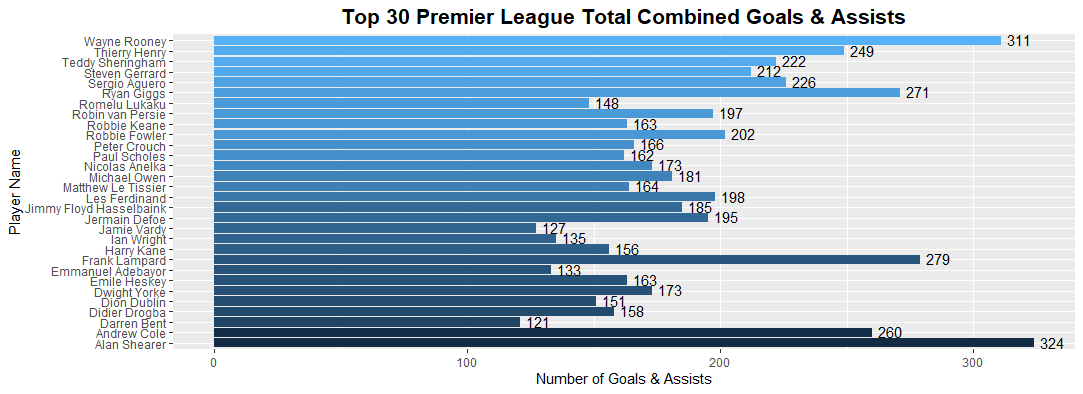 Top 30 Premier League Total Combined Goals & Assists
Player Name
Wayne Rooney 311
Thierry Henry 249
Teddy Sheringham 222
Steven Gerrard 212
Sergio Aguero 226
Ryan Giggs 271
Romelu Lukaku 148
Robin van Persie 197
Robbie Keane 163
Robbie Fowler 202
Peter Crouch 166
Paul Scholes 162
Nicolas Anelka 173
Michael Owen 181
Matthew Le Tissier 164
Les Ferdinand 198
Jimmy Floyd Hasselbaink 185
Jermain Defoe 195
Jamie Vardy 127
Ian Wright 135
Harry Kane 156
Frank Lampard 279
Emmanuel Adebayor 133
Emile Heskey 163
Dwight Yorke 173
Dion Dublin 151
Didier Drogba 158
Darren Bent 121
Andrew Cole 260
Alan Shearer 324
0 100 200 300
Number of Goals & Assists